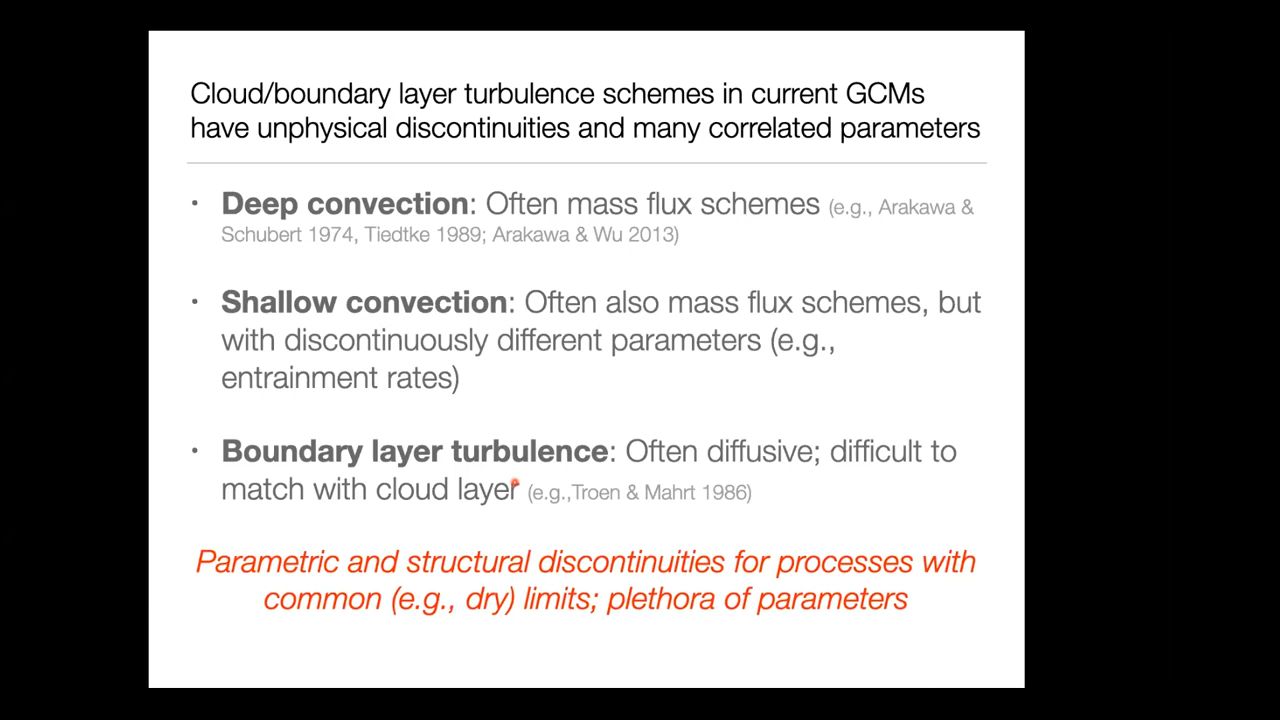 Cloud/boundary layer turbulence schemes in current GCMs
have unphysical discontinuities and many correlated parameters
• Deep convection: Often mass flux schemes (e.g., Arakawa &
Schubert 1974, Tiedtke 1989; Arakawa & Wu 2013)
• Shallow convection: Often also mass flux schemes, but
with discontinuously different parameters (e.g.,
entrainment rates)
• Boundary layer turbulence: Often diffusive; difficult to
match with cloud layer (e.g.,Troen & Mahrt 1986)
Parametric and structural discontinuities for processes with
common (e.g., dry) limits; plethora of parameters